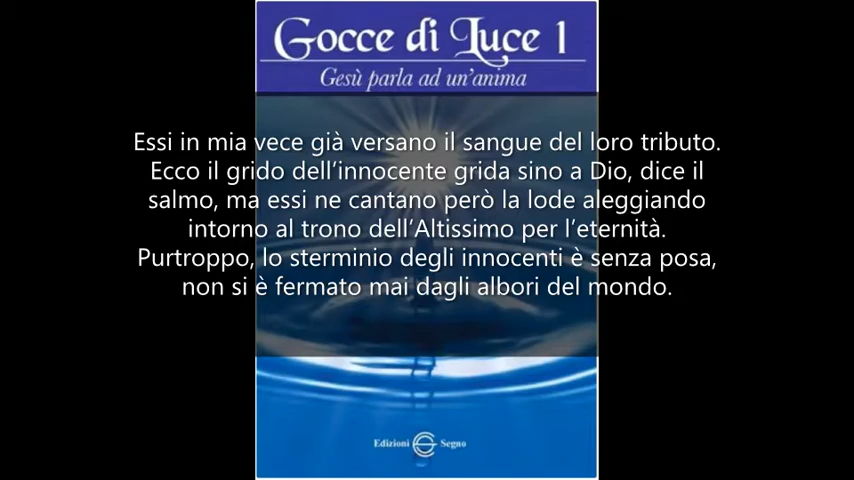 Gocce di Luce 1
Gesù parla ad un'anima
Essi in mia vece già versano il sangue del loro tributo.
Ecco il grido dell'innocente grida sino a Dio, dice il
salmo, ma essi ne cantano però la lode aleggiando
intorno al trono dell'Altissimo per l'eternità.
Purtroppo, lo sterminio degli innocenti è senza posa,
non si è fermato mai dagli albori del mondo.
Edizioni Segno